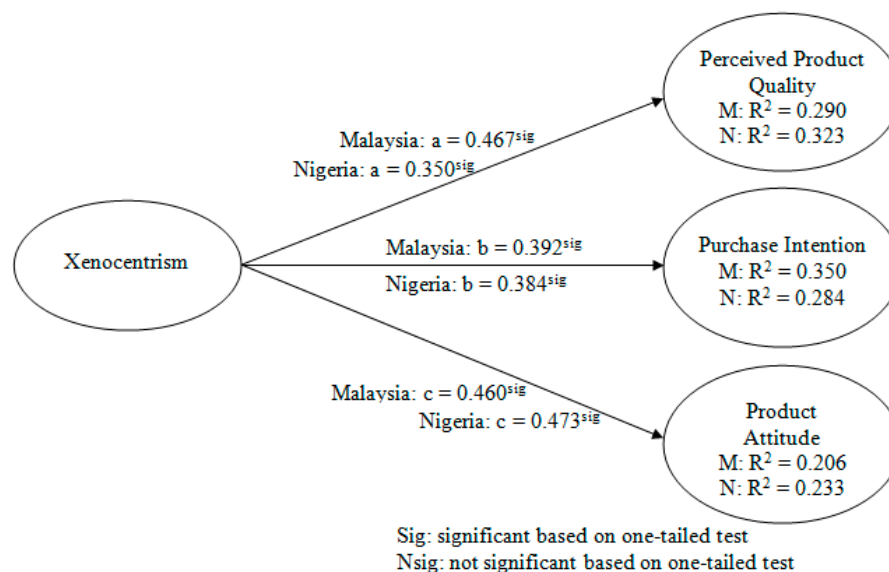 Perceived Product
Quality
M: R² = 0.290
N: R² = 0.323
Malaysia: a = 0.467ˢⁱᵍ
Nigeria: a = 0.350ˢⁱᵍ
Xenocentrism
Malaysia: b = 0.392ˢⁱᵍ
Nigeria: b = 0.384ˢⁱᵍ
Purchase Intention
M: R² = 0.350
N: R² = 0.284
Malaysia: c = 0.460ˢⁱᵍ
Nigeria: c = 0.473ˢⁱᵍ
Product
Attitude
M: R² = 0.206
N: R² = 0.233
Sig: significant based on one-tailed test
Nsig: not significant based on one-tailed test